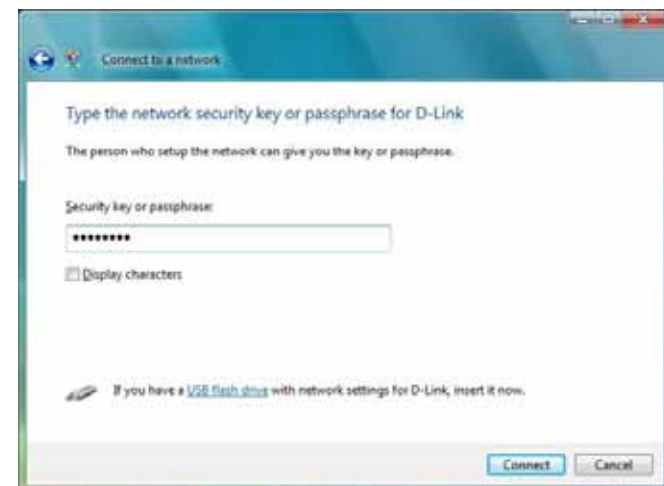 Connect to a network
Type the network security key or passphrase for D-Link
The person who setup the network can give you the key or passphrase.
Security key or passphrase:
••••••••
Display characters
If you have a USB flash drive with network settings for D-Link, insert it now.
Connect Cancel